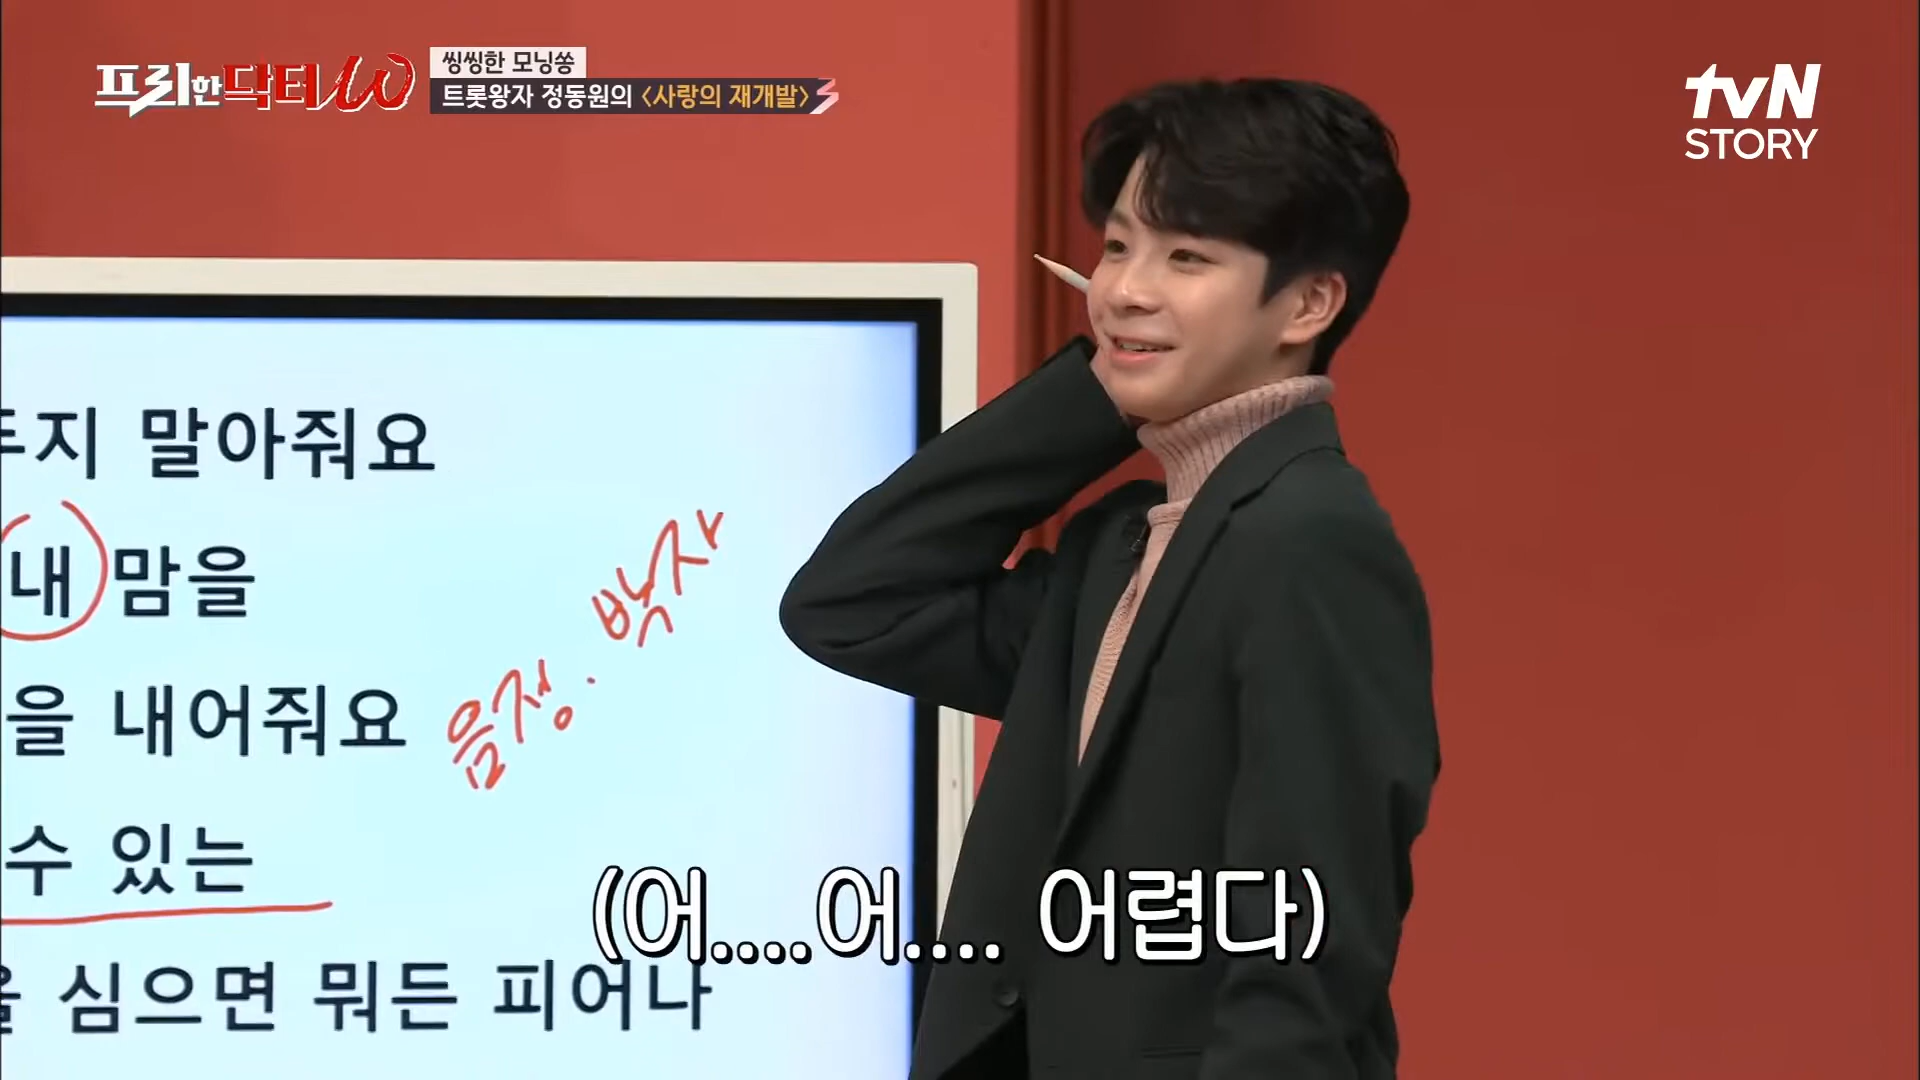 프리한닥터W
씽씽한 모닝쏭
트롯왕자 정동원의 <사랑의 재개발>
tvN
STORY
두지 말아줘요
내 맘을
을 내어줘요
음정. 박자
수 있는
을 심으면 뭐든 피어나
(어....어.... 어렵다)